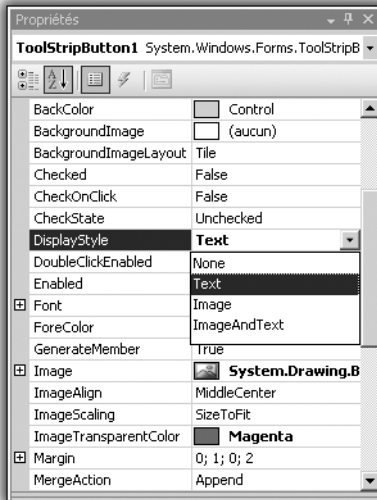 Propriétés
ToolStripButton1 System.Windows.Forms.ToolStripB
BackColor Control
BackgroundImage (aucun)
BackgroundImageLayout Tile
Checked False
CheckOnClick False
CheckState Unchecked
DisplayStyle Text
DoubleClickEnabled None
Enabled Text
Font Image
ForeColor ImageAndText
GenerateMember True
Image System.Drawing.B
ImageAlign MiddleCenter
ImageScaling SizeToFit
ImageTransparentColor Magenta
Margin 0; 1; 0; 2
MergeAction Append